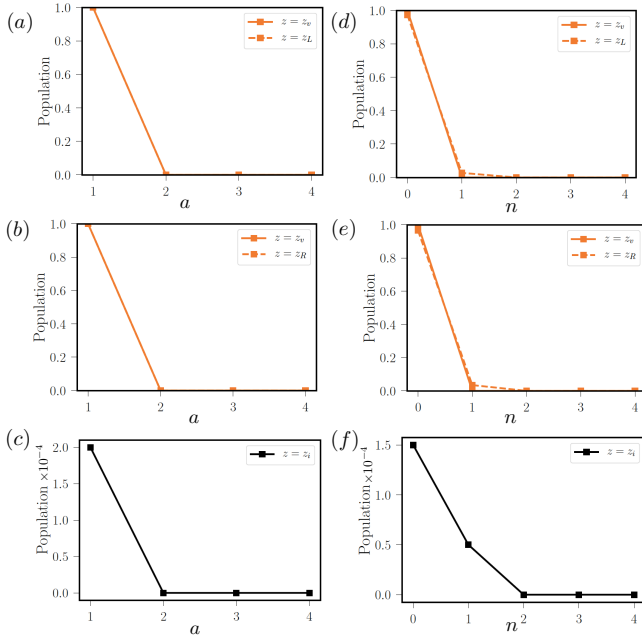 (a)
Population
1.0
0.8
0.6
0.4
0.2
0.0
z = z_v
z = z_L
1 2 3 4
a
(d)
Population
1.0
0.8
0.6
0.4
0.2
0.0
z = z_v
z = z_L
0 1 2 3 4
n
(b)
Population
1.0
0.8
0.6
0.4
0.2
0.0
z = z_v
z = z_R
1 2 3 4
a
(e)
Population
1.0
0.8
0.6
0.4
0.2
0.0
z = z_v
z = z_R
0 1 2 3 4
n
(c)
Population ×10⁻⁴
2.0
1.5
1.0
0.5
0.0
z = z_i
1 2 3 4
a
(f)
Population ×10⁻⁴
1.5
1.0
0.5
0.0
z = z_i
0 1 2 3 4
n